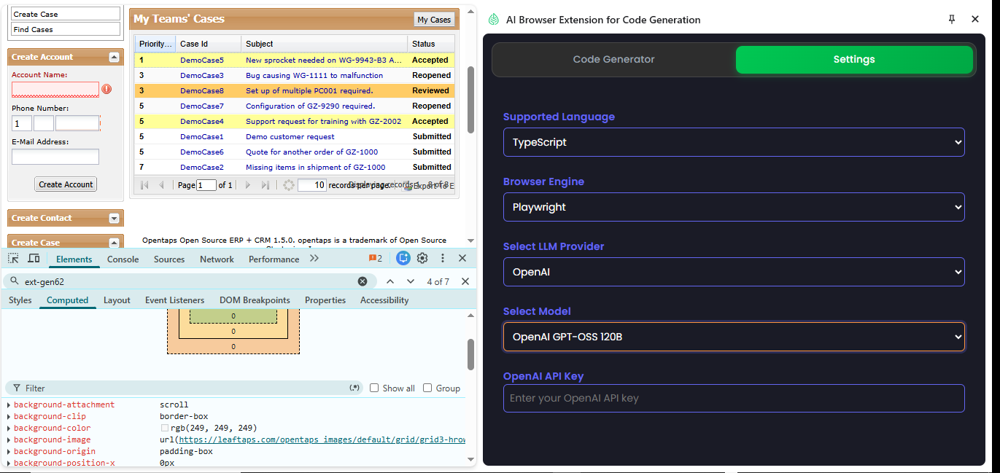 Create Case
Find Cases
Create Account
Account Name:
Phone Number:
1
E-Mail Address:
Create Account
Create Contact
Create Case
My Teams' Cases
My Cases
Priority... Case Id Subject Status
1 DemoCase5 New sprocket needed on WG-9943-B3 A... Accepted
3 DemoCase3 Bug causing WG-1111 to malfunction Reopened
3 DemoCase8 Set up of multiple PC001 required. Reviewed
5 DemoCase7 Configuration of GZ-9290 required. Reopened
5 DemoCase4 Support request for training with GZ-2002 Accepted
5 DemoCase1 Demo customer request Submitted
5 DemoCase6 Quote for another order of GZ-1000 Submitted
7 DemoCase2 Missing items in shipment of GZ-1000 Submitted
Page 1 of 1 10 records per page.
Opentaps Open Source ERP + CRM 1.5.0. opentaps is a trademark of Open Source
Elements Console Sources Network Performance 2
ext-gen62 4 of 7
Styles Computed Layout Event Listeners DOM Breakpoints Properties Accessibility
0
0
0
Filter (.*) Show all Group
background-attachment scroll
background-clip border-box
background-color rgb(249, 249, 249)
background-image url(https://leaftaps.com/opentaps_images/default/grid/grid3-hrow
background-origin padding-box
background-position-x 0px
AI Browser Extension for Code Generation
Code Generator Settings
Supported Language
TypeScript
Browser Engine
Playwright
Select LLM Provider
OpenAI
Select Model
OpenAI GPT-OSS 120B
OpenAI API Key
Enter your OpenAI API key